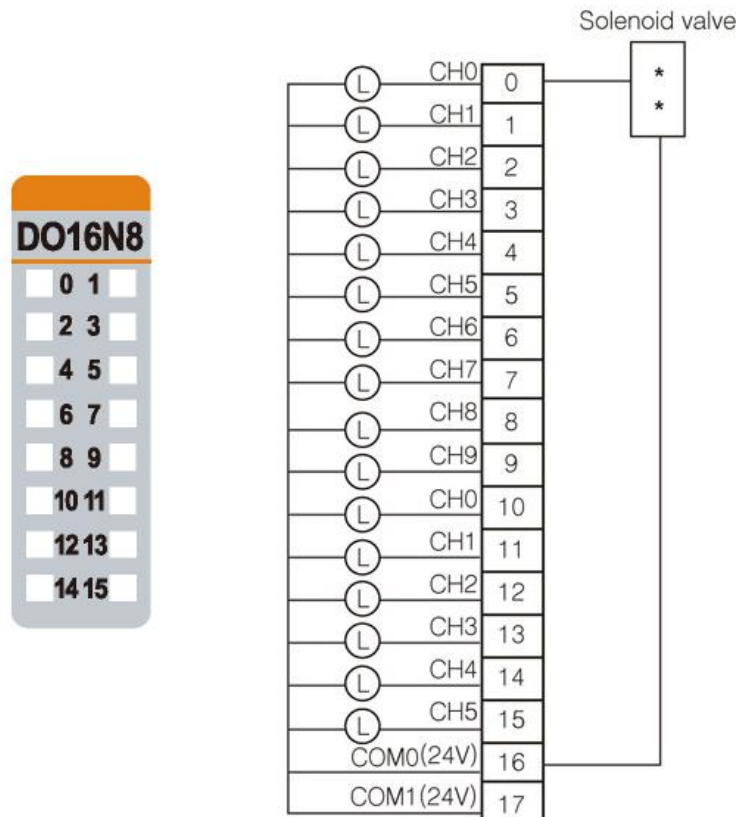 Solenoid valve
*
*
DO16N8
0 1
2 3
4 5
6 7
8 9
10 11
12 13
14 15
L CH0 0
L CH1 1
L CH2 2
L CH3 3
L CH4 4
L CH5 5
L CH6 6
L CH7 7
L CH8 8
L CH9 9
L CH0 10
L CH1 11
L CH2 12
L CH3 13
L CH4 14
L CH5 15
COM0(24V) 16
COM1(24V) 17